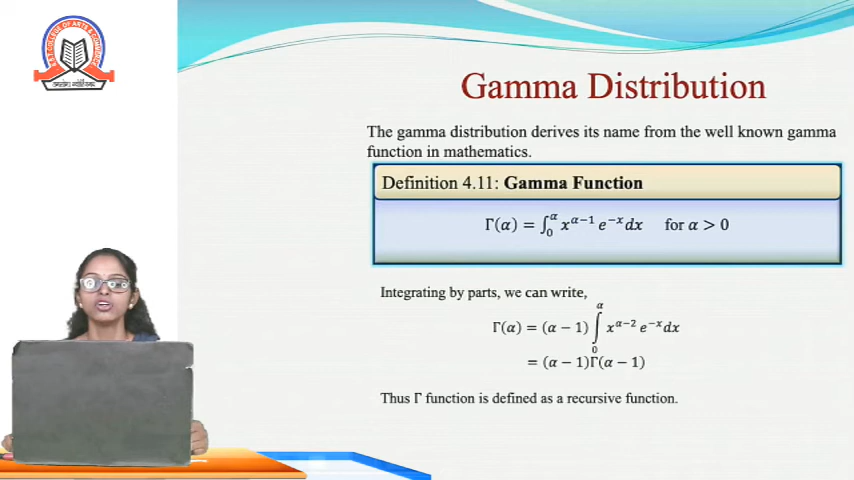 Gamma Distribution
The gamma distribution derives its name from the well known gamma
function in mathematics.
Definition 4.11: Gamma Function
Γ(α) = ∫₀^α x^(α−1) e^(−x) dx for α > 0
Integrating by parts, we can write,
Γ(α) = (α − 1) ∫₀^α x^(α−2) e^(−x) dx
= (α − 1)Γ(α − 1)
Thus Γ function is defined as a recursive function.